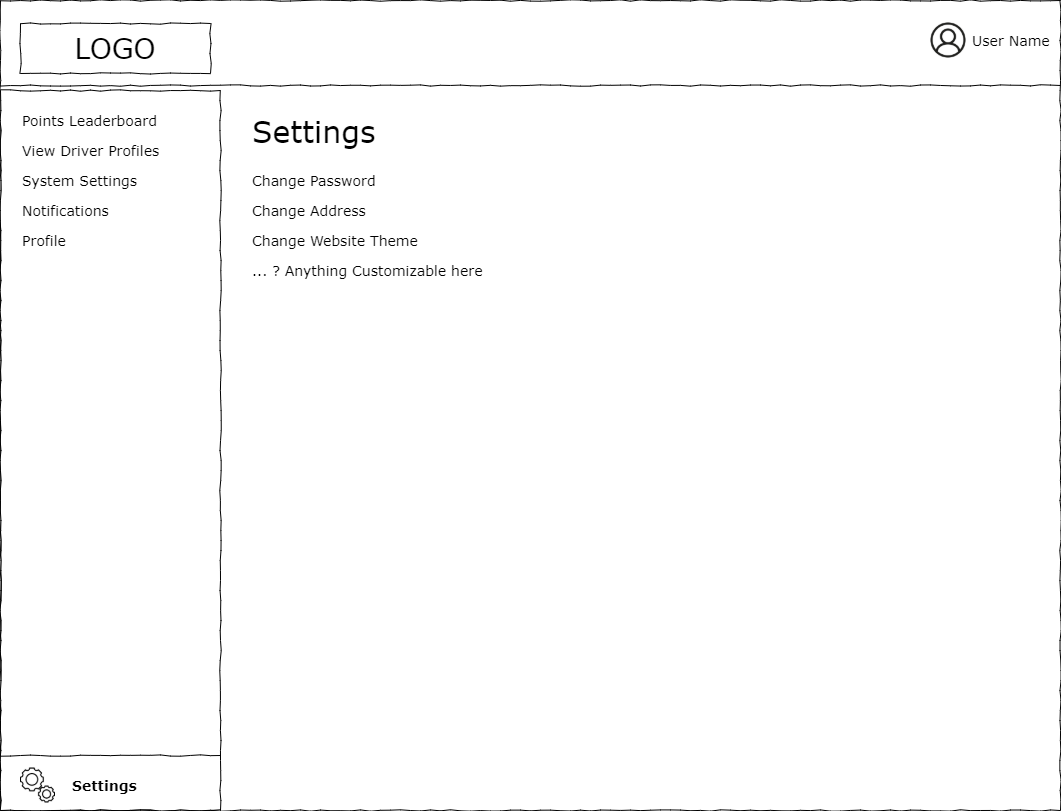 LOGO
User Name
Points Leaderboard
View Driver Profiles
System Settings
Notifications
Profile
Settings
Change Password
Change Address
Change Website Theme
... ? Anything Customizable here
Settings